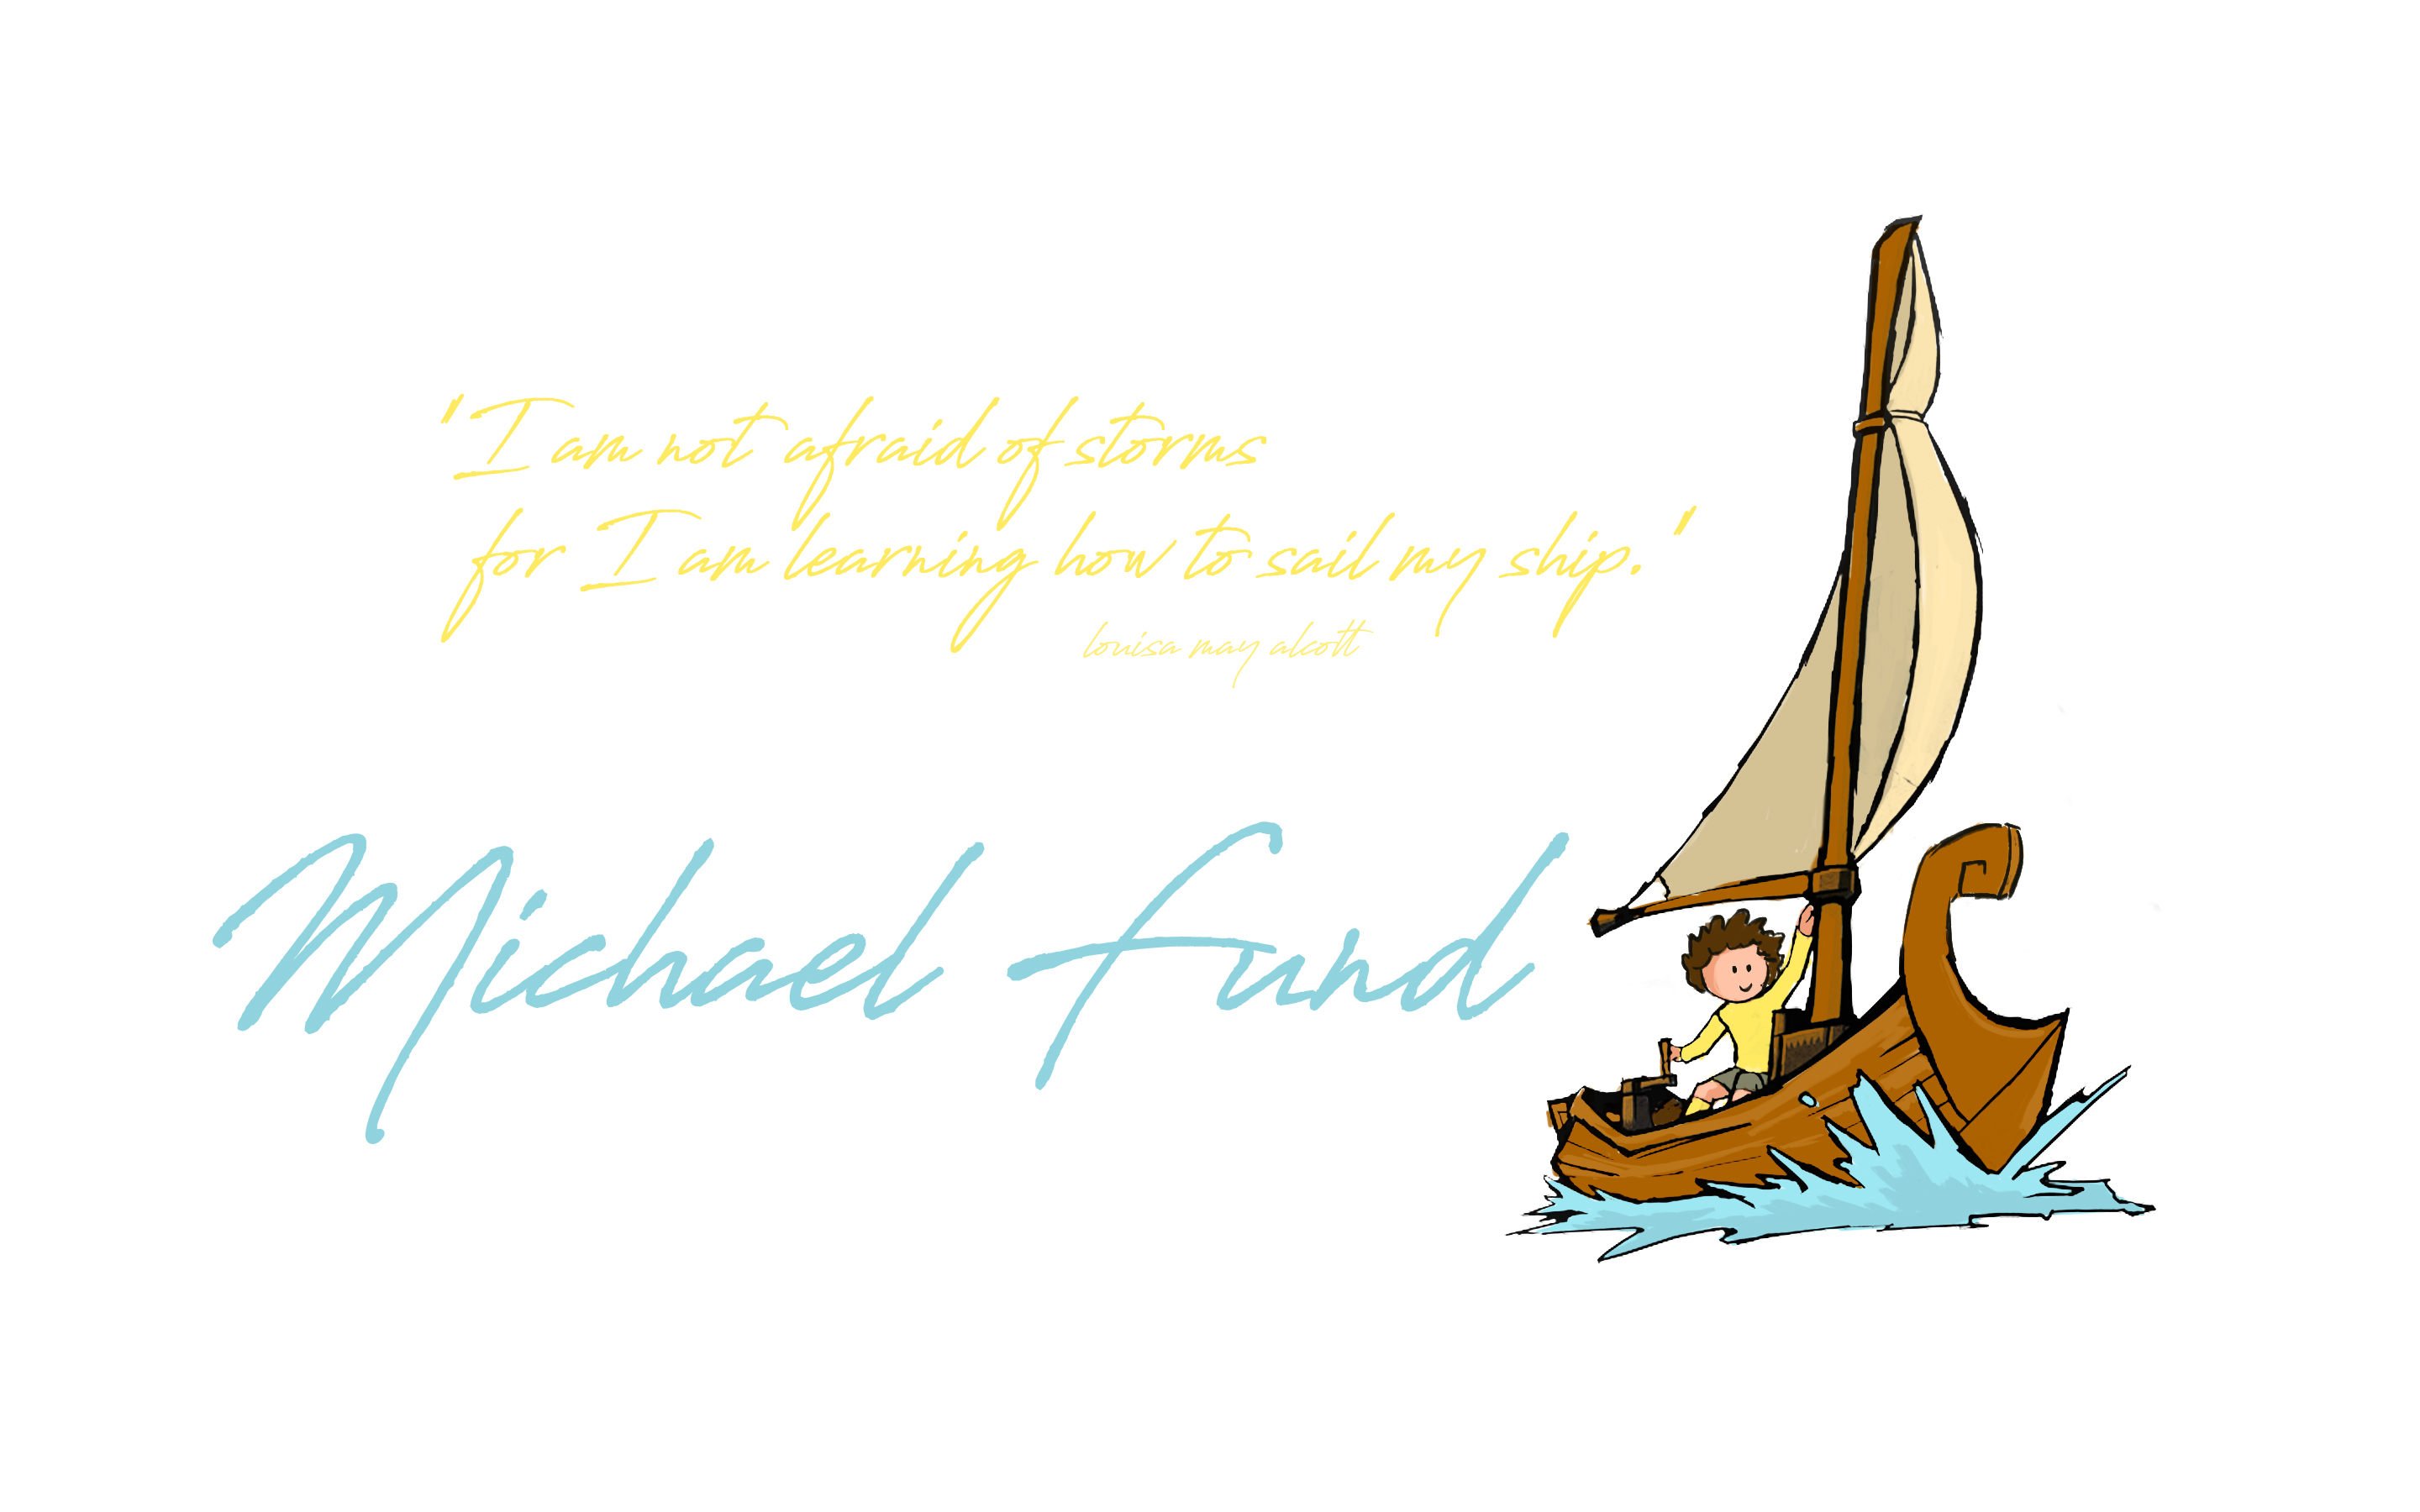 "I am not afraid of storms
for I am learning how to sail my ship."
louisa may alcott
Michael Fund